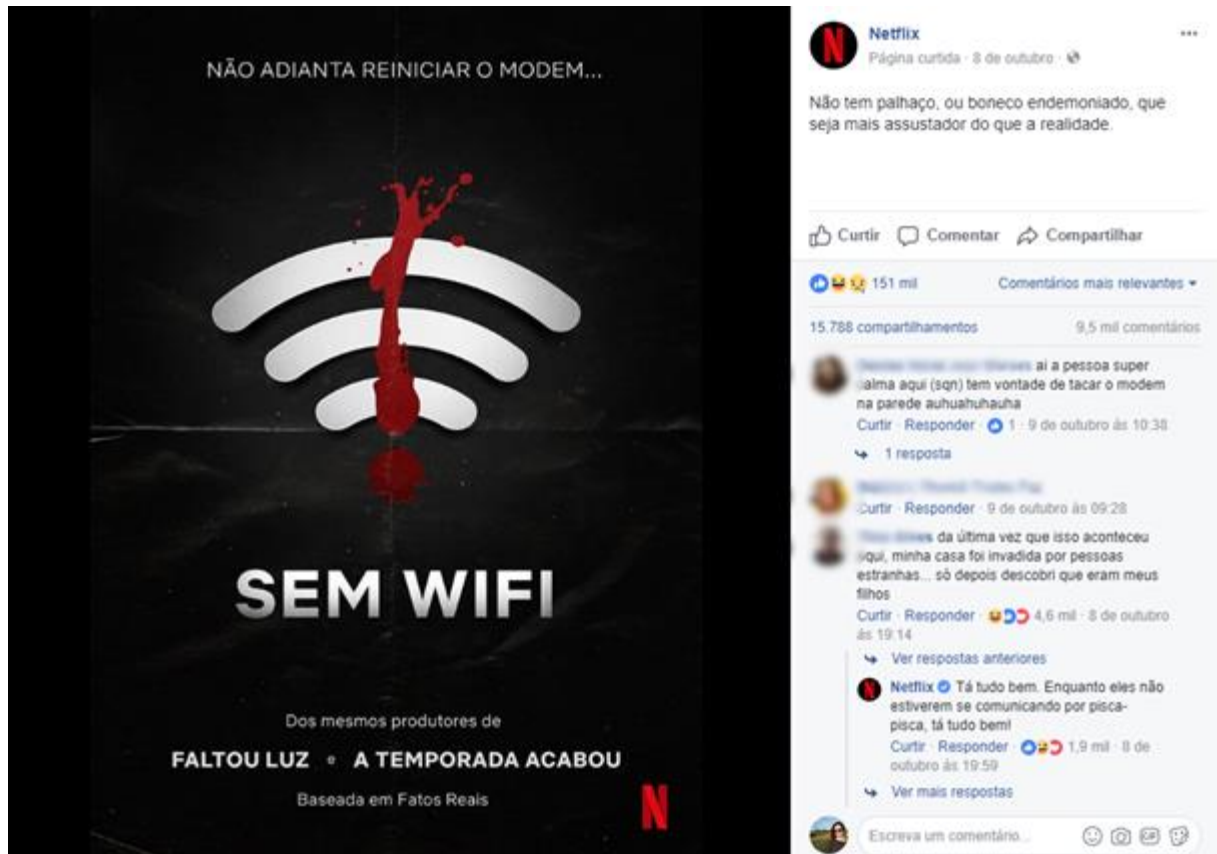 NÃO ADIANTA REINICIAR O MODEM...
SEM WIFI
Dos mesmos produtores de
FALTOU LUZ e A TEMPORADA ACABOU
Baseada em Fatos Reais
N
N
Netflix
Página curtida · 8 de outubro ·
Não tem palhaço, ou boneco endemoniado, que
seja mais assustador do que a realidade.
Curtir Comentar Compartilhar
151 mil Comentários mais relevantes
15.788 compartilhamentos 9,5 mil comentários
ai a pessoa super
calma aqui (sqn) tem vontade de tacar o modem
na parede auhuahuhauha
Curtir · Responder · 1 · 9 de outubro às 10:38
1 resposta
Curtir · Responder · 9 de outubro às 09:28
da última vez que isso aconteceu
aqui, minha casa foi invadida por pessoas
estranhas... só depois descobri que eram meus
filhos
Curtir · Responder · 4,6 mil · 8 de outubro
às 19:14
Ver respostas anteriores
N
Netflix Tá tudo bem. Enquanto eles não
estiverem se comunicando por pisca-
pisca, tá tudo bem!
Curtir · Responder · 1,9 mil · 8 de
outubro às 19:59
Ver mais respostas
Escreva um comentário... GIF